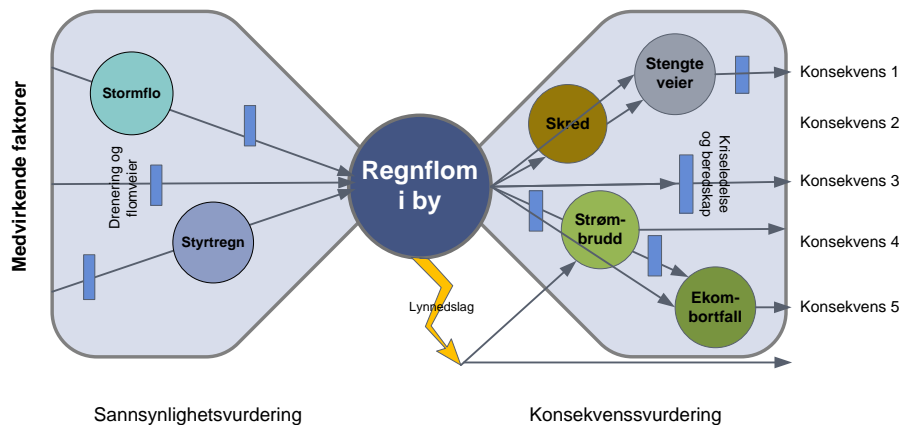 Medvirkende faktorer
Stormflo
Drenering og
flomveier
Styrtregn
Regnflom
i by
Lynnedslag
Skred
Stengte
veier
Kriseledelse
og beredskap
Strøm-
brudd
Ekom-
bortfall
Konsekvens 1
Konsekvens 2
Konsekvens 3
Konsekvens 4
Konsekvens 5
Sannsynlighetsvurdering
Konsekvenssvurdering